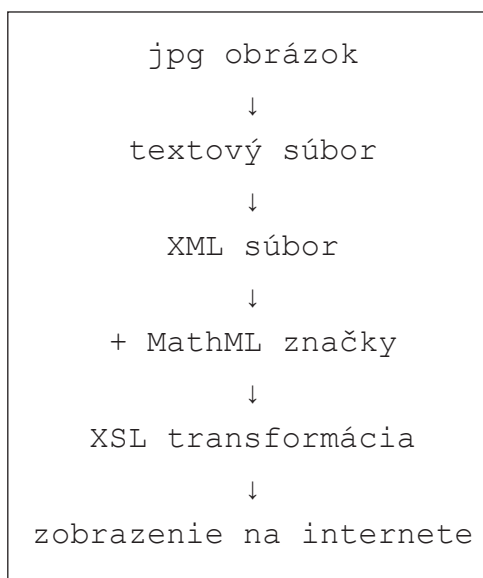 jpg obrázok
↓
textový súbor
↓
XML súbor
↓
+ MathML značky
↓
XSL transformácia
↓
zobrazenie na internete